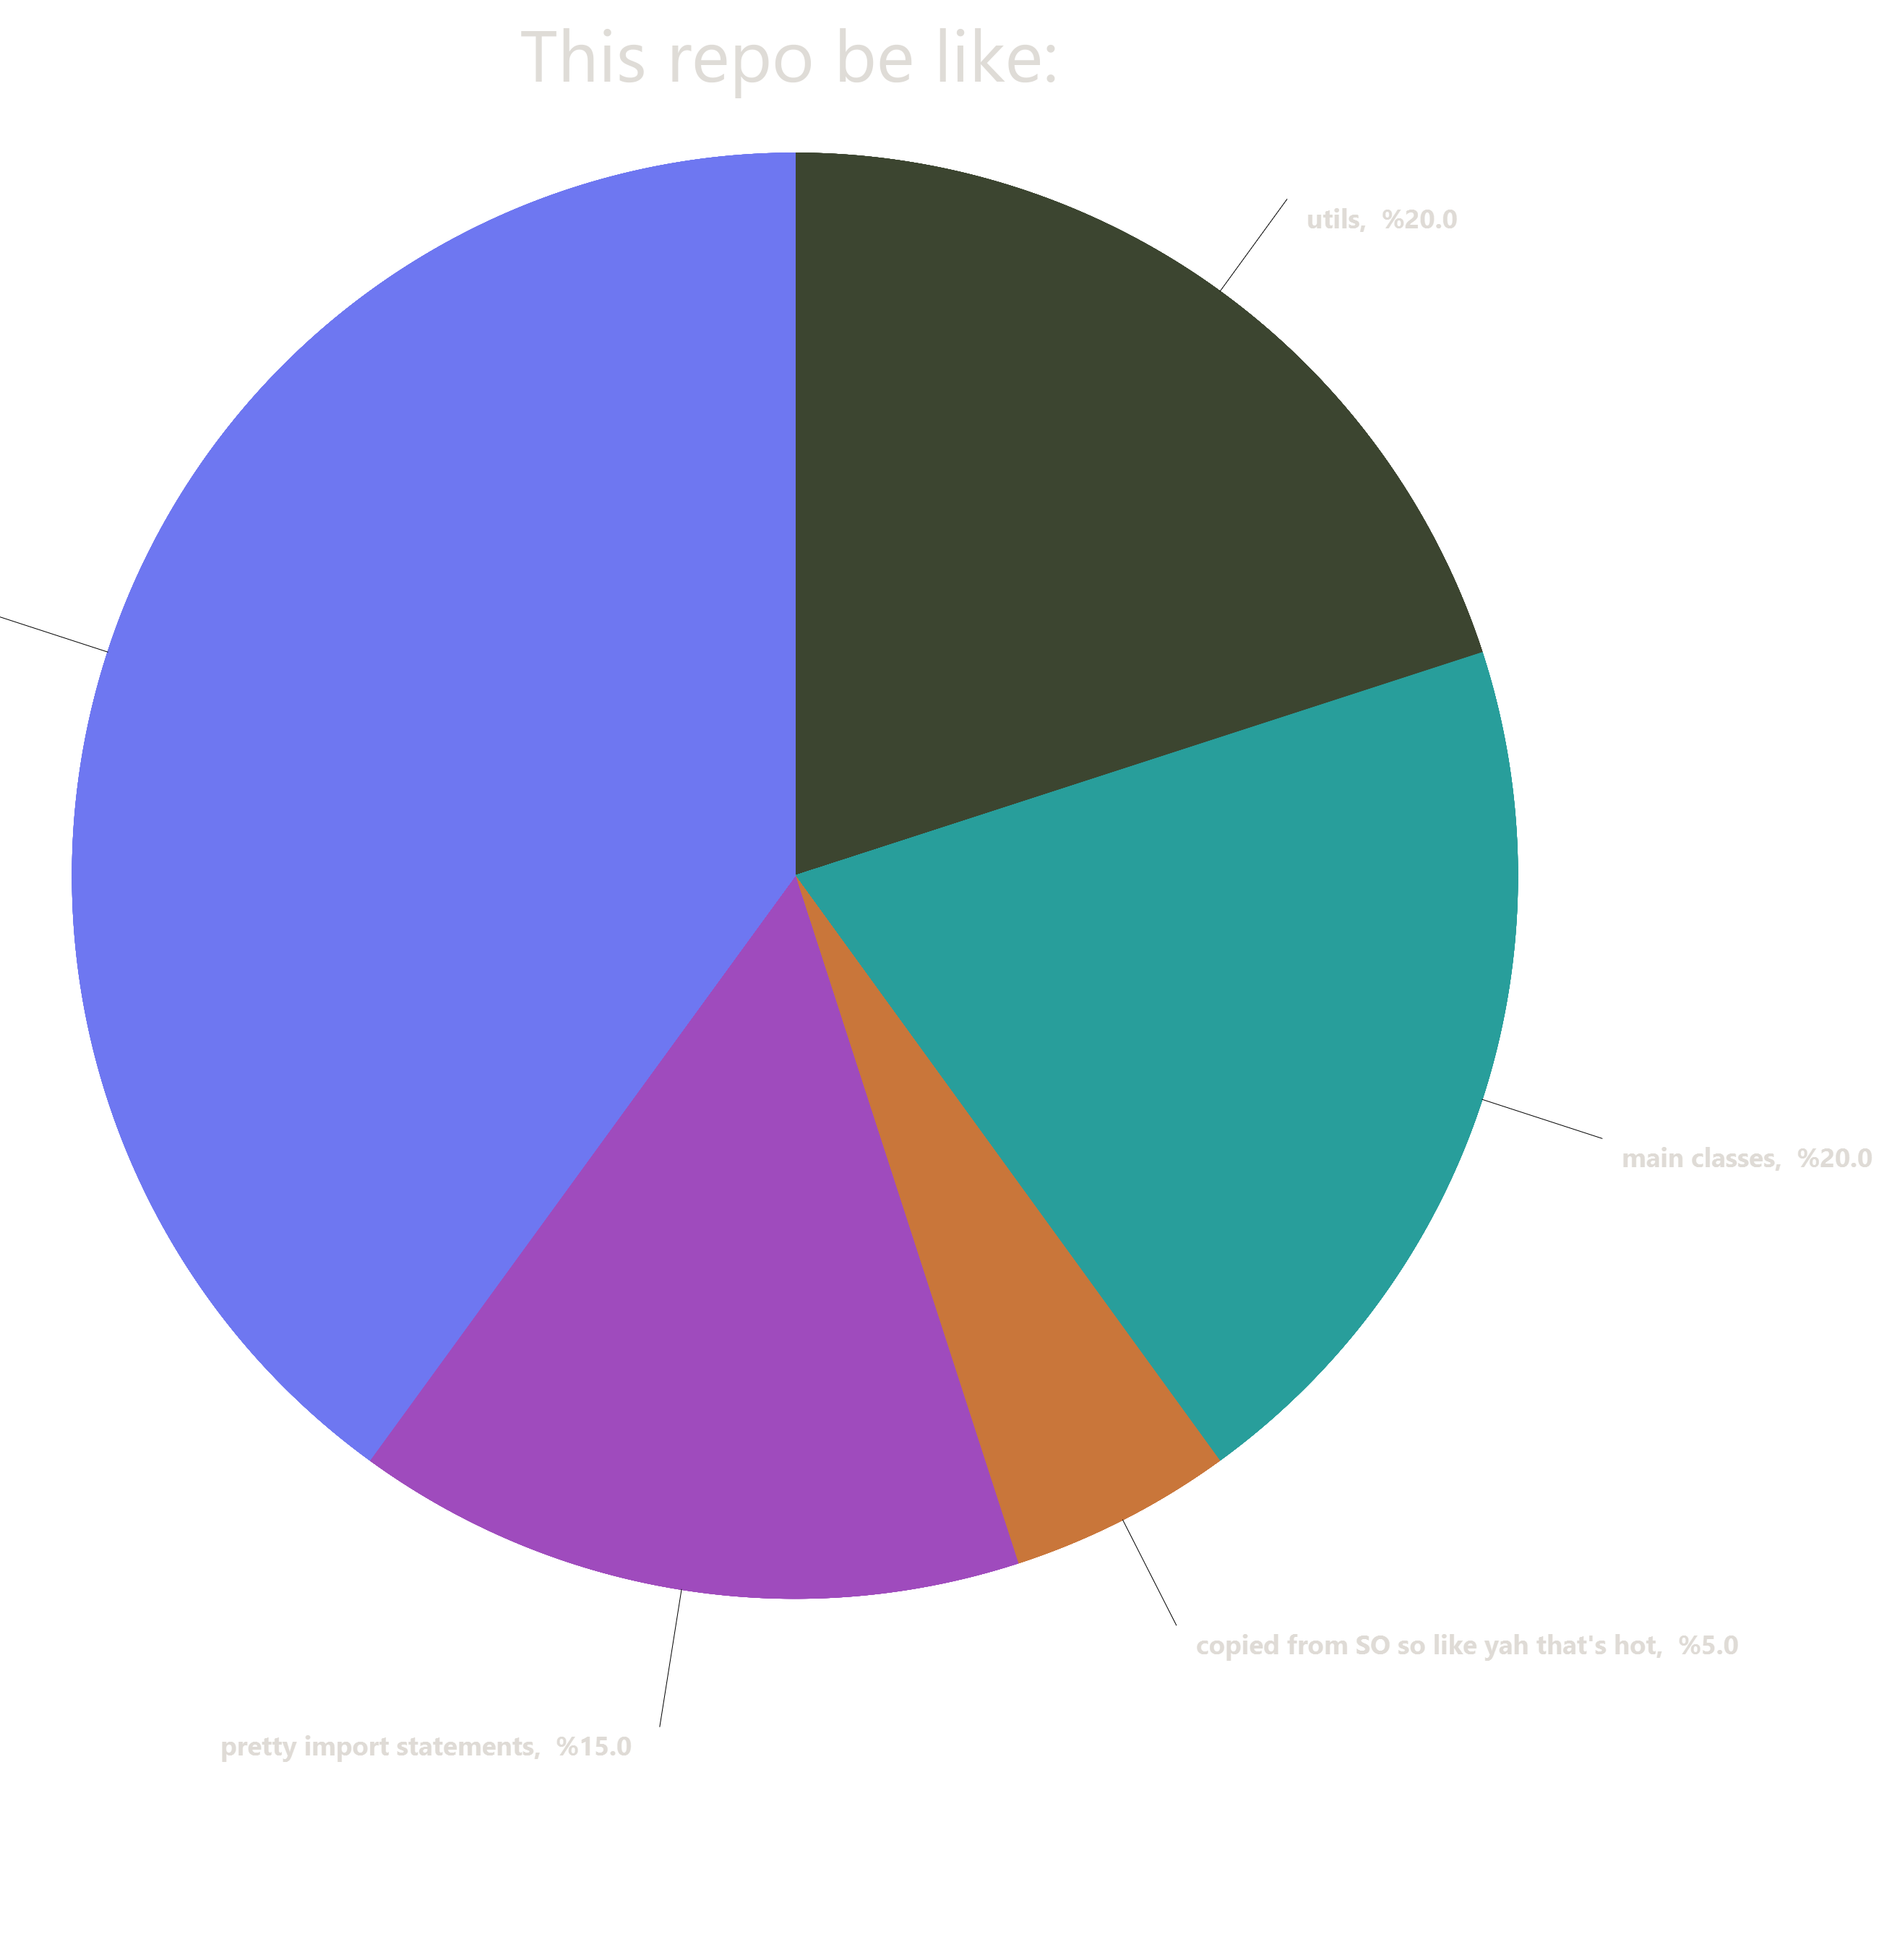 This repo be like:
utils, %20.0
main classes, %20.0
copied from SO so like yah that's hot, %5.0
pretty import statements, %15.0